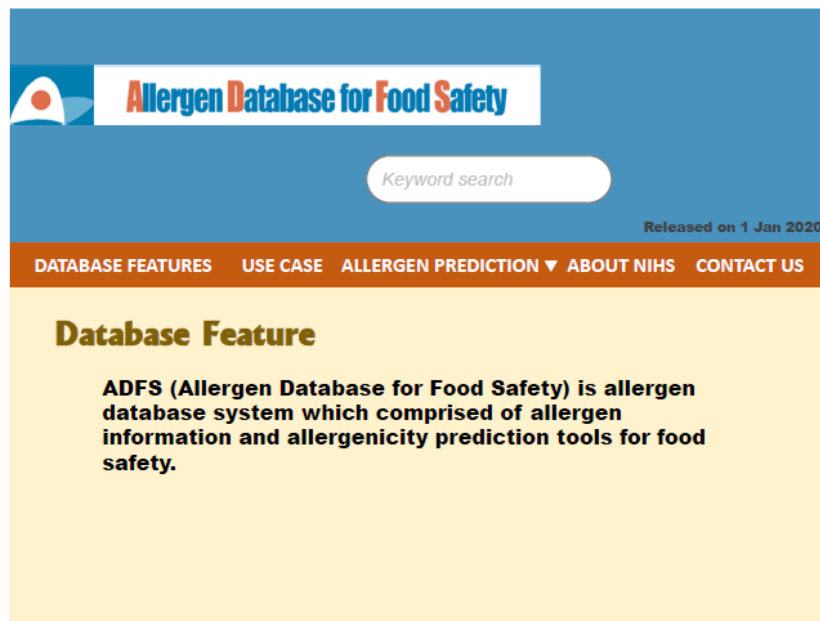 Allergen Database for Food Safety
Keyword search
Released on 1 Jan 2020
DATABASE FEATURES USE CASE ALLERGEN PREDICTION ▼ ABOUT NIHS CONTACT US
Database Feature
ADFS (Allergen Database for Food Safety) is allergen
database system which comprised of allergen
information and allergenicity prediction tools for food
safety.